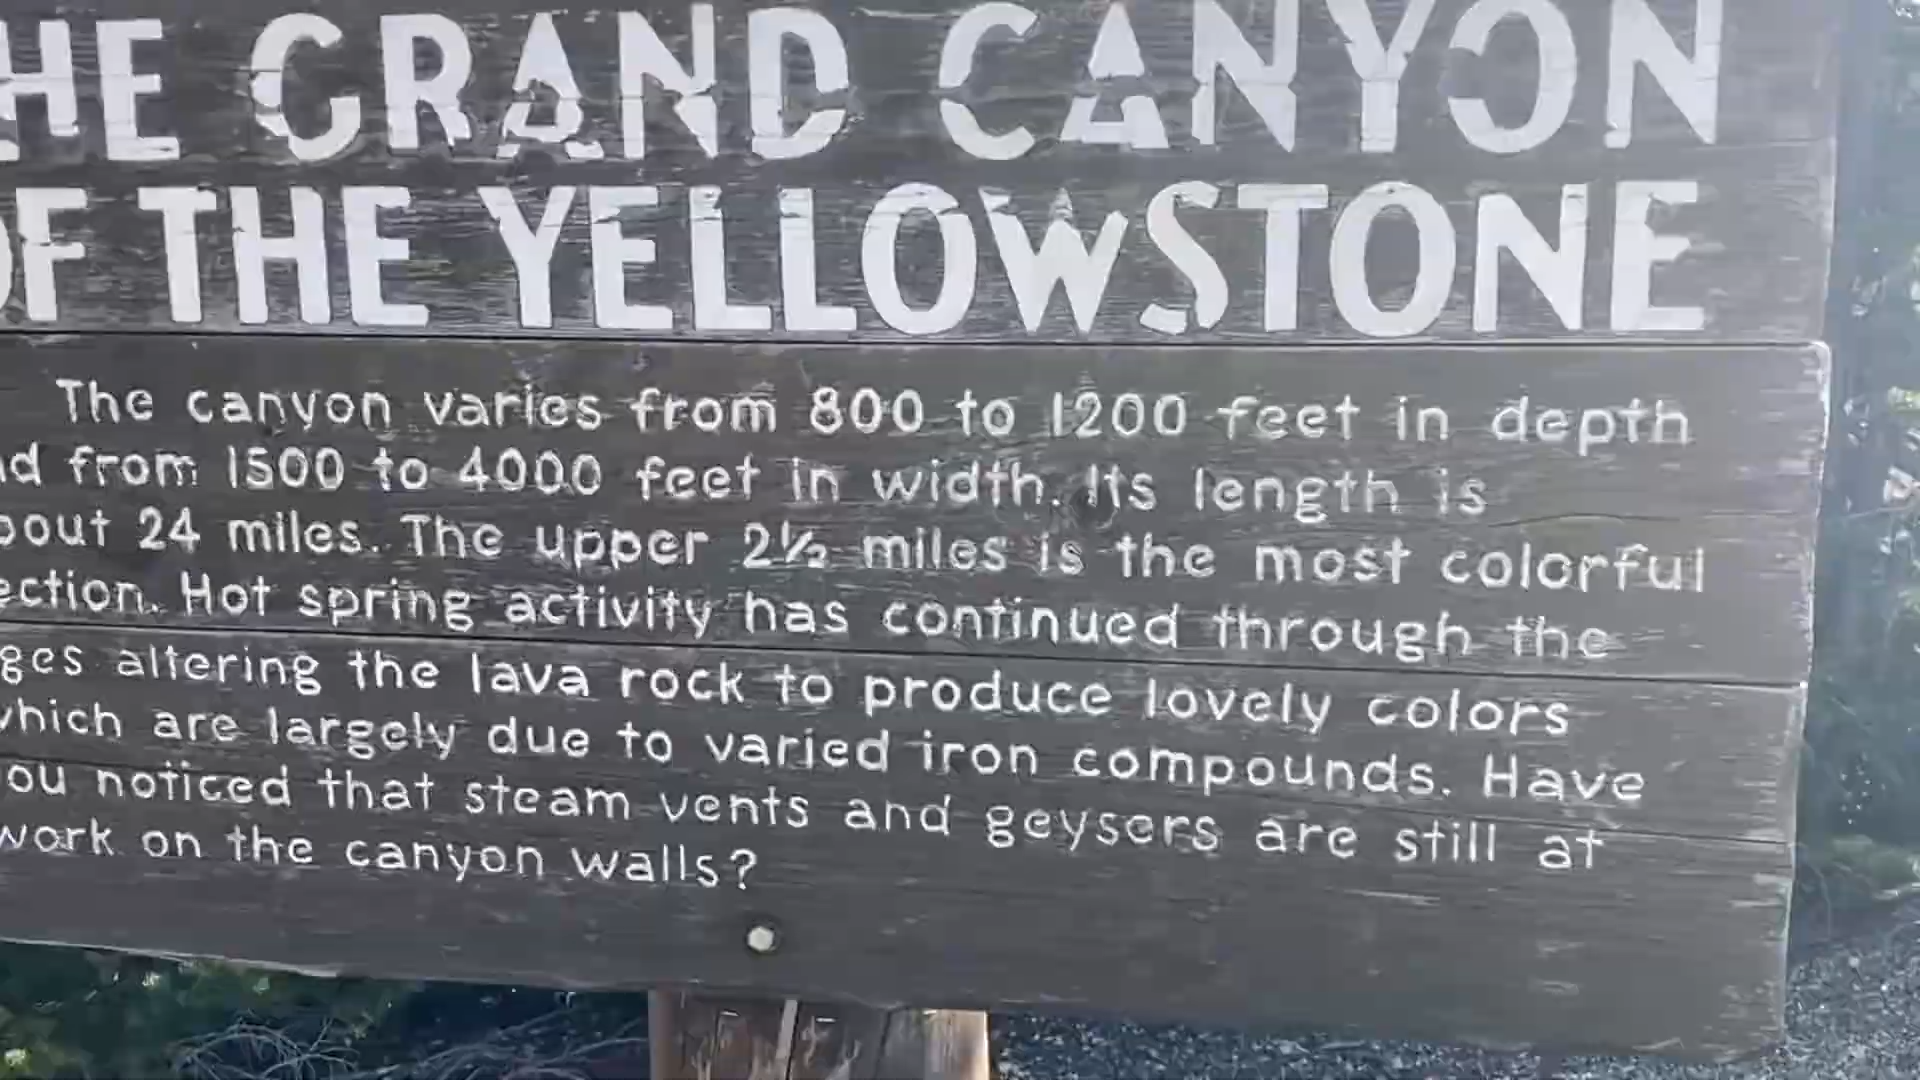 HE GRAND CANYON
OF THE YELLOWSTONE
The canyon varies from 800 to 1200 feet in depth
nd from 1500 to 4000 feet in width. Its length is
bout 24 miles. The upper 2½ miles is the most colorful
ection. Hot spring activity has continued through the
ges altering the lava rock to produce lovely colors
which are largely due to varied iron compounds. Have
ou noticed that steam vents and geysers are still at
work on the canyon walls?